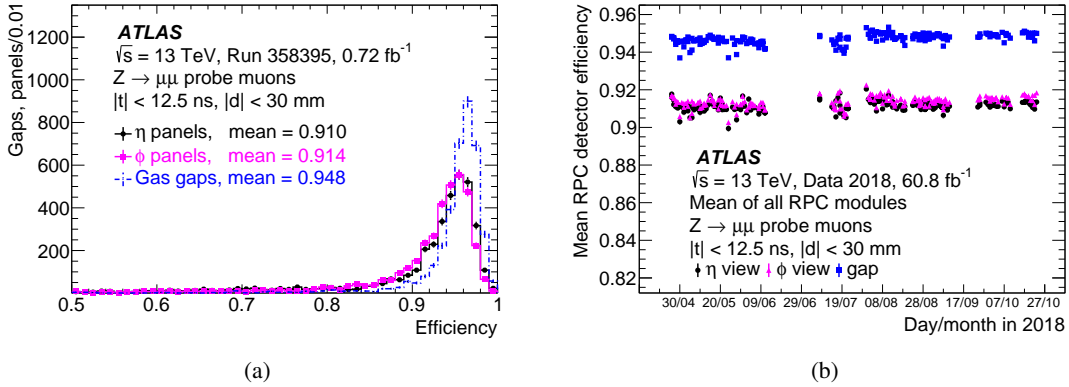 Gaps, panels/0.01
1200
1000
800
600
400
200
ATLAS
√s = 13 TeV, Run 358395, 0.72 fb⁻¹
Z → μμ probe muons
|t| < 12.5 ns, |d| < 30 mm
η panels, mean = 0.910
ϕ panels, mean = 0.914
Gas gaps, mean = 0.948
0.5 0.6 0.7 0.8 0.9 1
Efficiency
(a)
Mean RPC detector efficiency
0.96
0.94
0.92
0.9
0.88
0.86
0.84
0.82
ATLAS
√s = 13 TeV, Data 2018, 60.8 fb⁻¹
Mean of all RPC modules
Z → μμ probe muons
|t| < 12.5 ns, |d| < 30 mm
η view ϕ view gap
30/04 20/05 09/06 29/06 19/07 08/08 28/08 17/09 07/10 27/10
Day/month in 2018
(b)